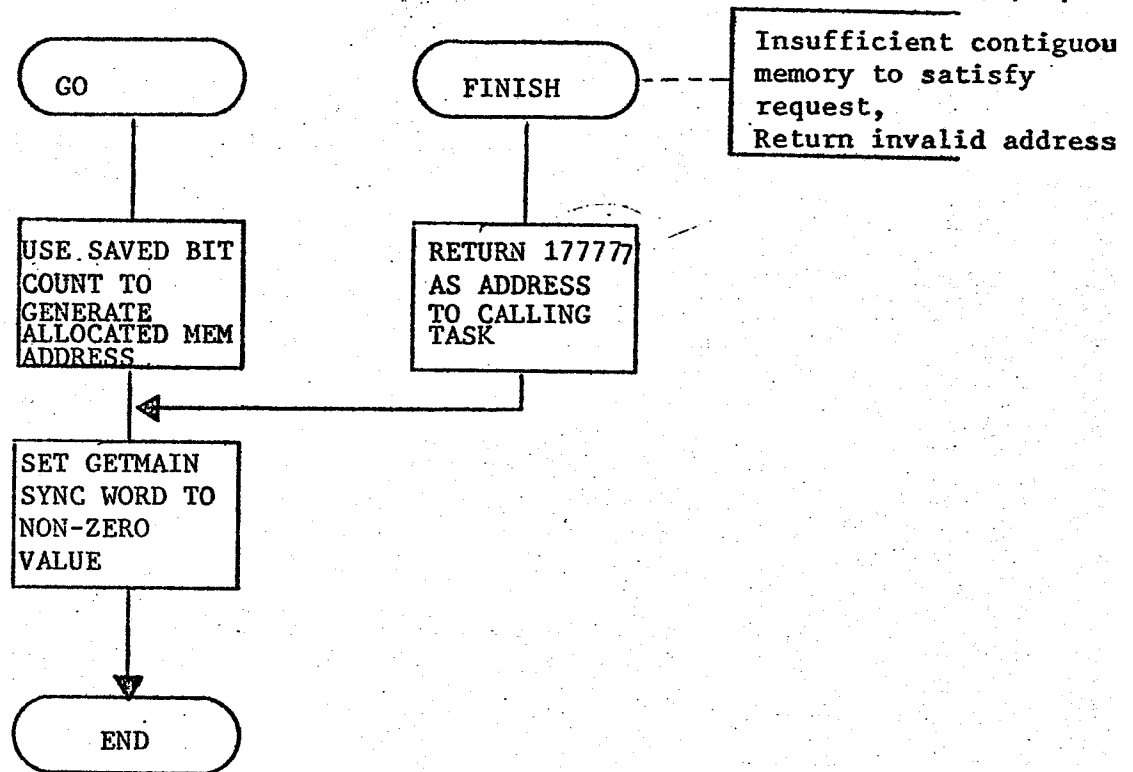 GO
FINISH
Insufficient contiguou
memory to satisfy
request,
Return invalid address
USE SAVED BIT
COUNT TO
GENERATE
ALLOCATED MEM
ADDRESS
RETURN 177777
AS ADDRESS
TO CALLING
TASK
SET GETMAIN
SYNC WORD TO
NON-ZERO
VALUE
END